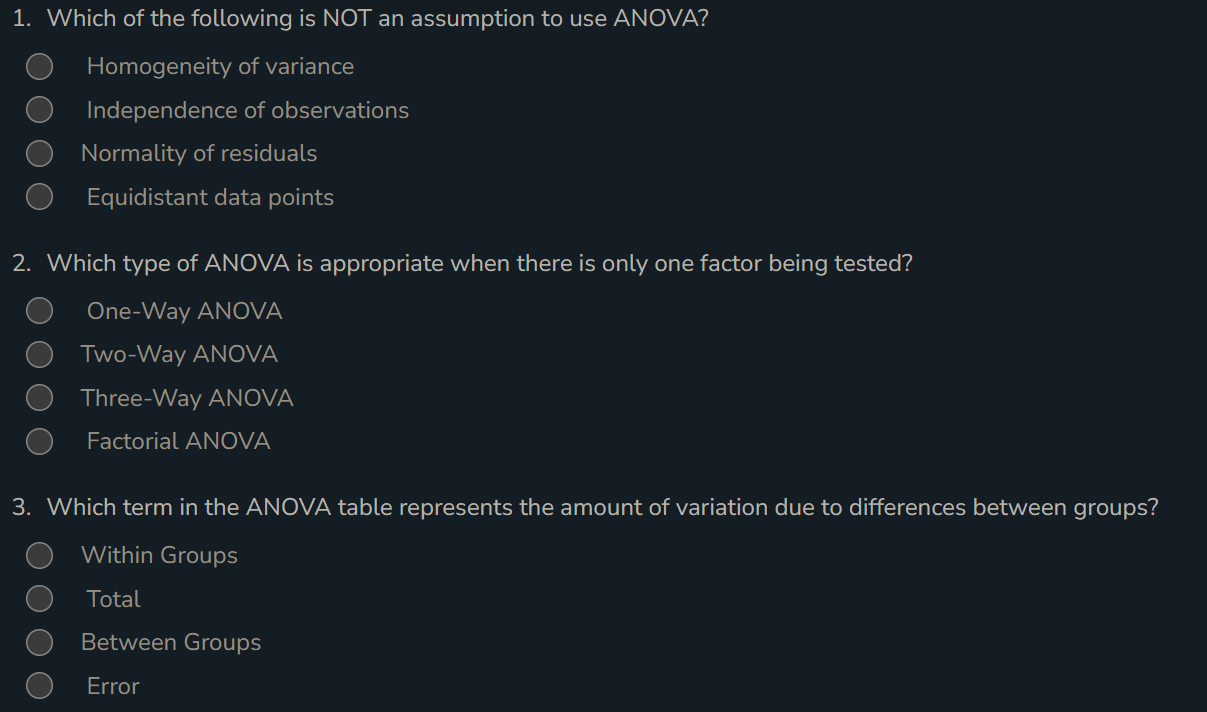 1. Which of the following is NOT an assumption to use ANOVA?
Homogeneity of variance
Independence of observations
Normality of residuals
Equidistant data points
2. Which type of ANOVA is appropriate when there is only one factor being tested?
One-Way ANOVA
Two-Way ANOVA
Three-Way ANOVA
Factorial ANOVA
3. Which term in the ANOVA table represents the amount of variation due to differences between groups?
Within Groups
Total
Between Groups
Error